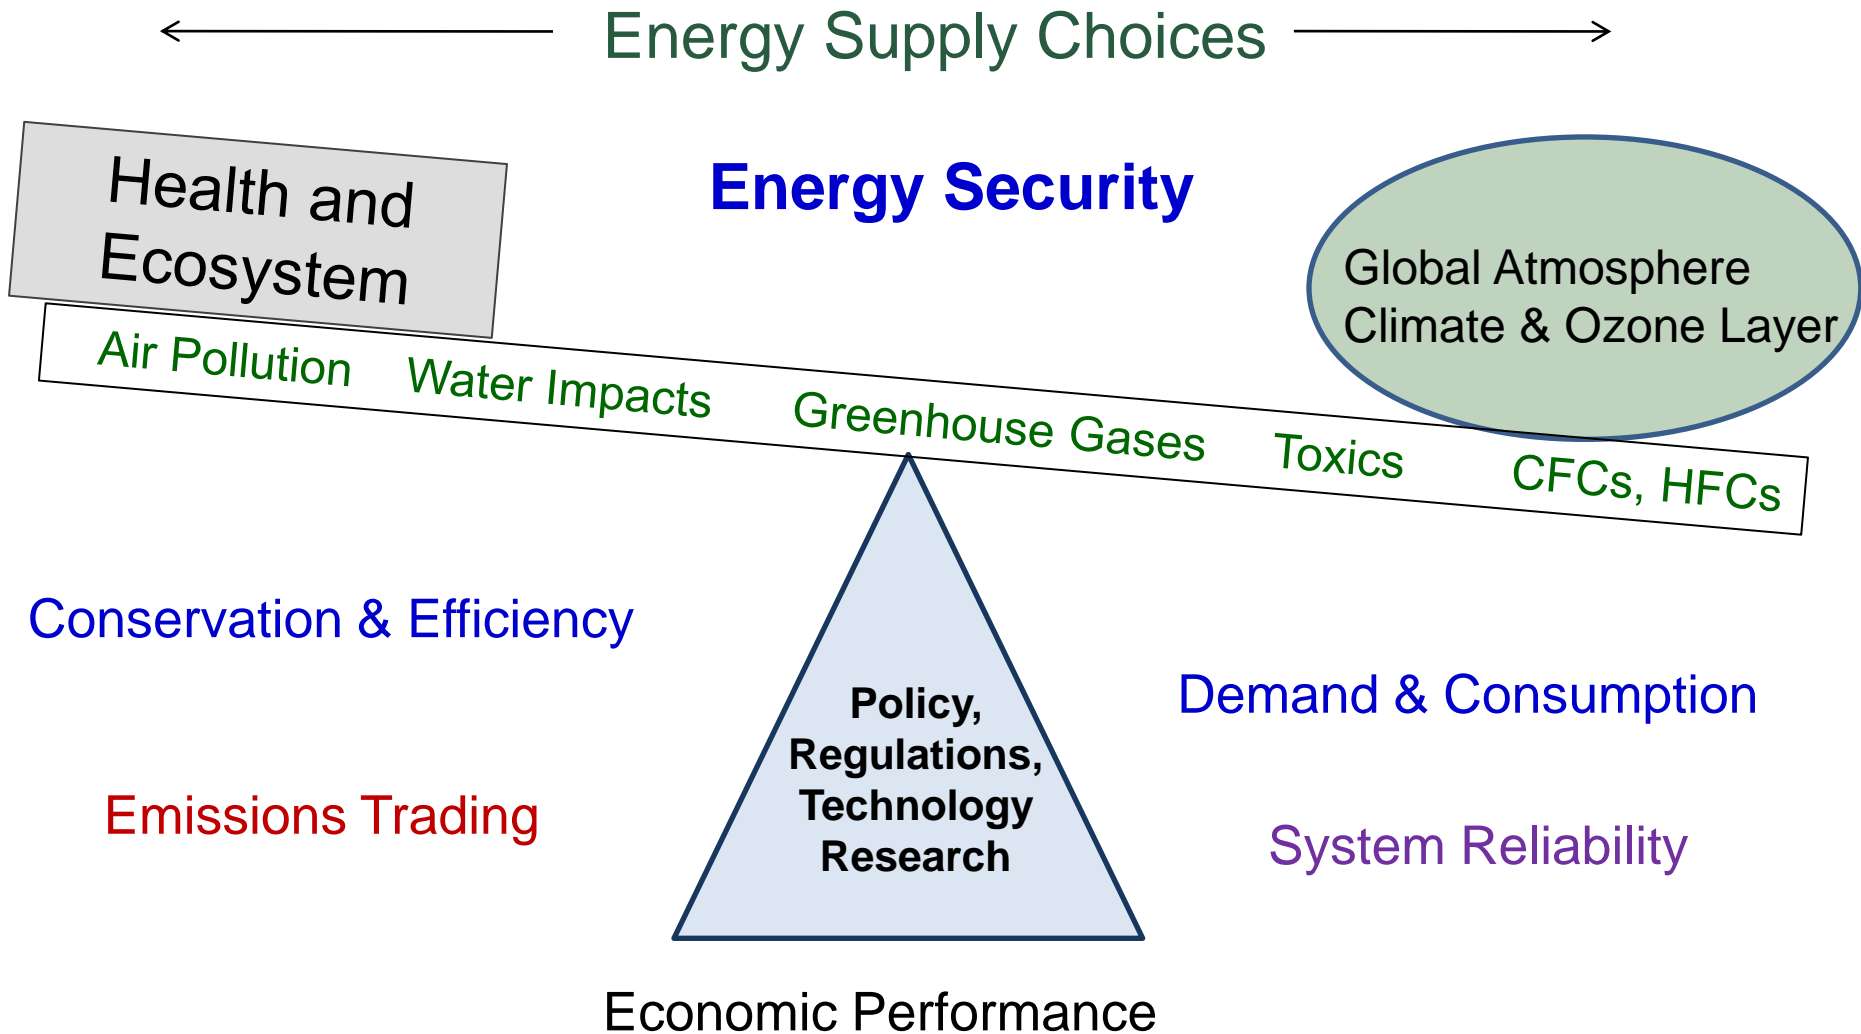 Energy Supply Choices
Energy Security
Health and
Ecosystem
Global Atmosphere
Climate & Ozone Layer
Air Pollution Water Impacts Greenhouse Gases Toxics CFCs, HFCs
Conservation & Efficiency
Demand & Consumption
Policy,
Regulations,
Technology
Research
Emissions Trading
System Reliability
Economic Performance